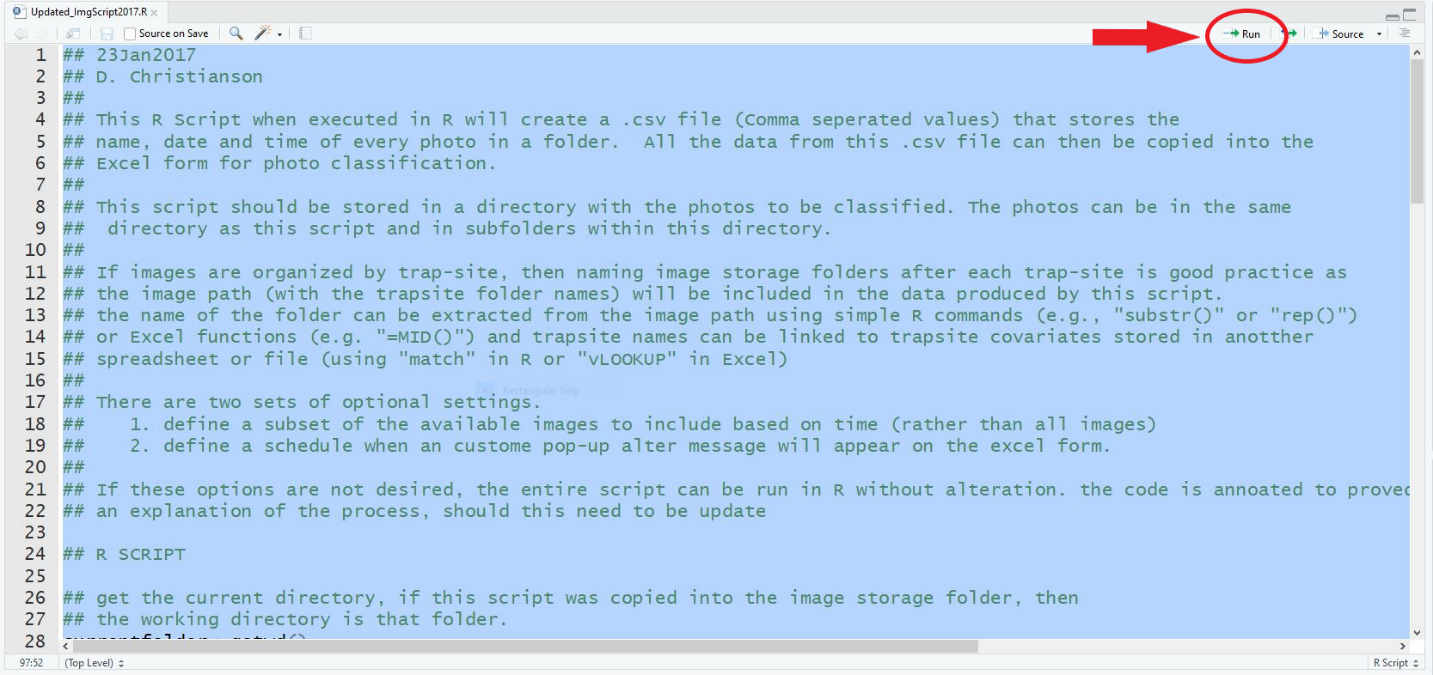 Updated_ImgScript2017.R
Source on Save
Run
Source
1 ## 23Jan2017
2 ## D. Christianson
3 ##
4 ## This R Script when executed in R will create a .csv file (Comma seperated values) that stores the
5 ## name, date and time of every photo in a folder.  All the data from this .csv file can then be copied into the
6 ## Excel form for photo classification.
7 ##
8 ## This script should be stored in a directory with the photos to be classified. The photos can be in the same
9 ##  directory as this script and in subfolders within this directory.
10 ##
11 ## If images are organized by trap-site, then naming image storage folders after each trap-site is good practice as
12 ## the image path (with the trapsite folder names) will be included in the data produced by this script.
13 ## the name of the folder can be extracted from the image path using simple R commands (e.g., "substr()" or "rep()")
14 ## or Excel functions (e.g. "=MID()") and trapsite names can be linked to trapsite covariates stored in anotther
15 ## spreadsheet or file (using "match" in R or "vLOOKUP" in Excel)
16 ##
Rectangular Snip
17 ## There are two sets of optional settings.
18 ##    1. define a subset of the available images to include based on time (rather than all images)
19 ##    2. define a schedule when an custome pop-up alter message will appear on the excel form.
20 ##
21 ## If these options are not desired, the entire script can be run in R without alteration. the code is annoated to proved
22 ## an explanation of the process, should this need to be update
23
24 ## R SCRIPT
25
26 ## get the current directory, if this script was copied into the image storage folder, then
27 ## the working directory is that folder.
28
97:52
(Top Level)
R Script